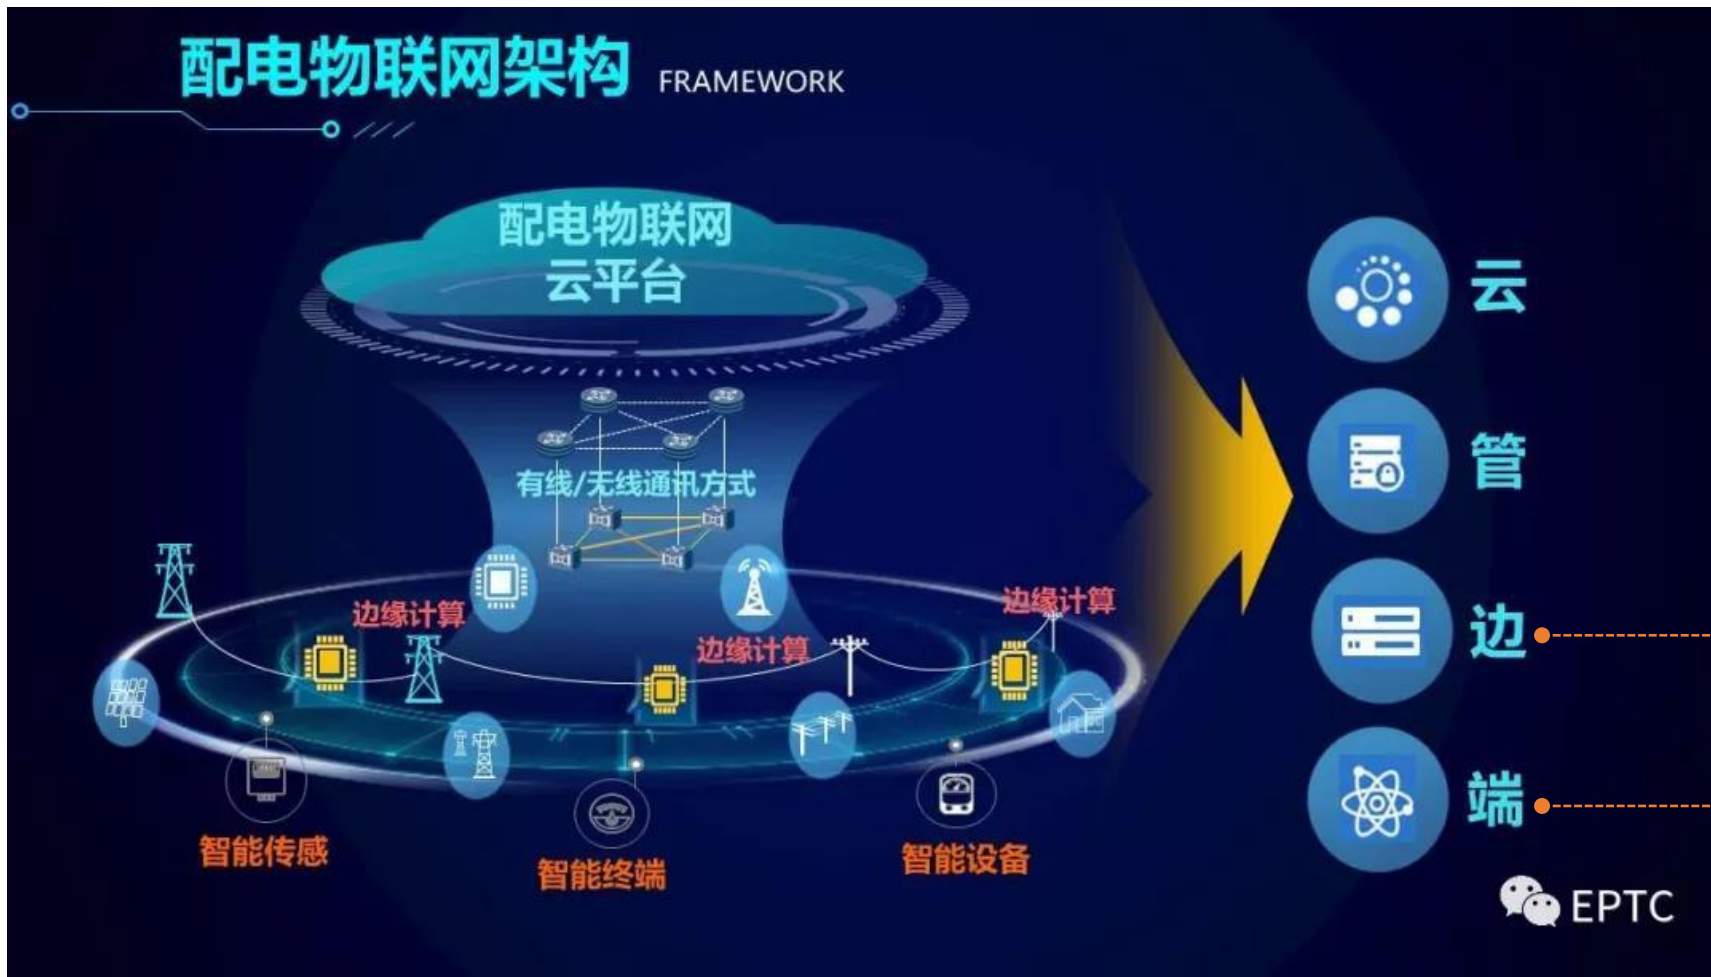 配电物联网架构 FRAMEWORK
配电物联网
云平台
有线/无线通讯方式
边缘计算
边缘计算
边缘计算
智能传感
智能终端
智能设备
云
管
边
端
EPTC